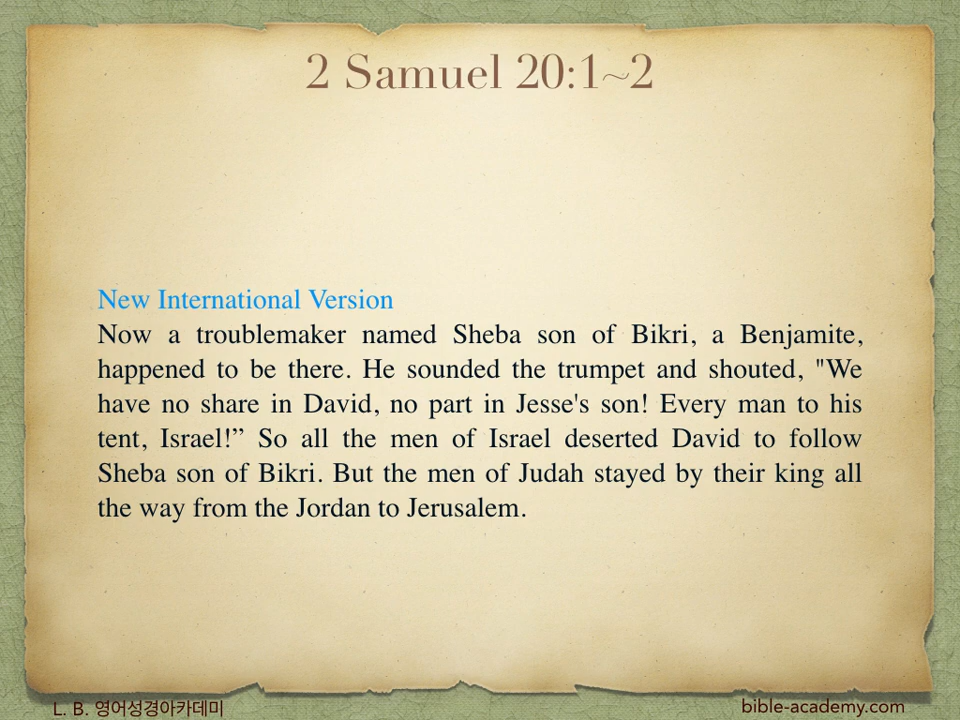 2 Samuel 20:1~2
New International Version
Now a troublemaker named Sheba son of Bikri, a Benjamite,
happened to be there. He sounded the trumpet and shouted, "We
have no share in David, no part in Jesse's son! Every man to his
tent, Israel!” So all the men of Israel deserted David to follow
Sheba son of Bikri. But the men of Judah stayed by their king all
the way from the Jordan to Jerusalem.
L. B. 영어성경아카데미
bible-academy.com